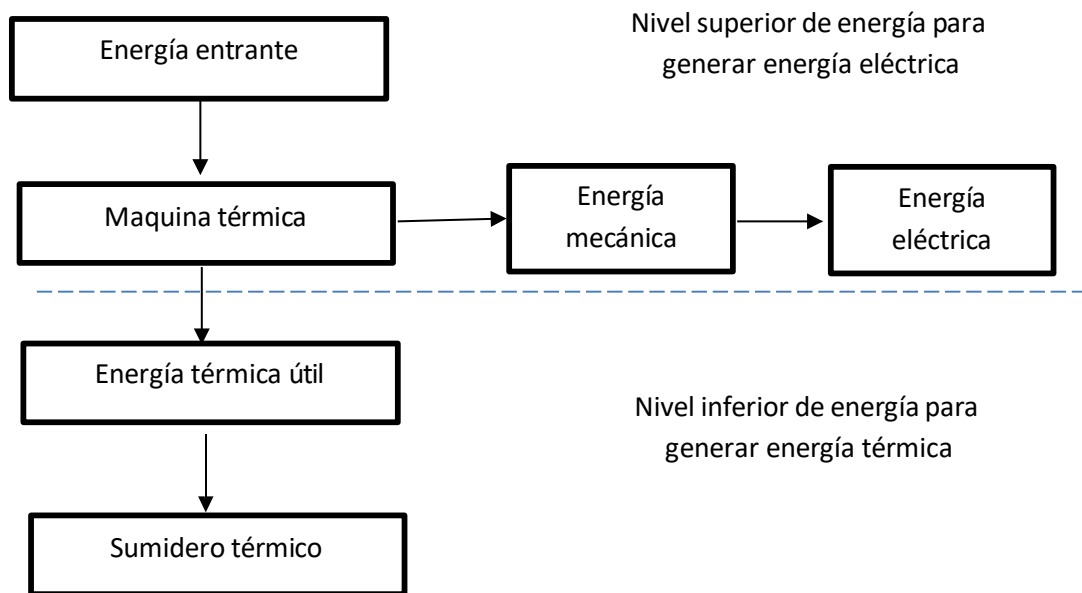 Energía entrante
Nivel superior de energía para
generar energía eléctrica
Maquina térmica
Energía
mecánica
Energía
eléctrica
Energía térmica útil
Nivel inferior de energía para
generar energía térmica
Sumidero térmico